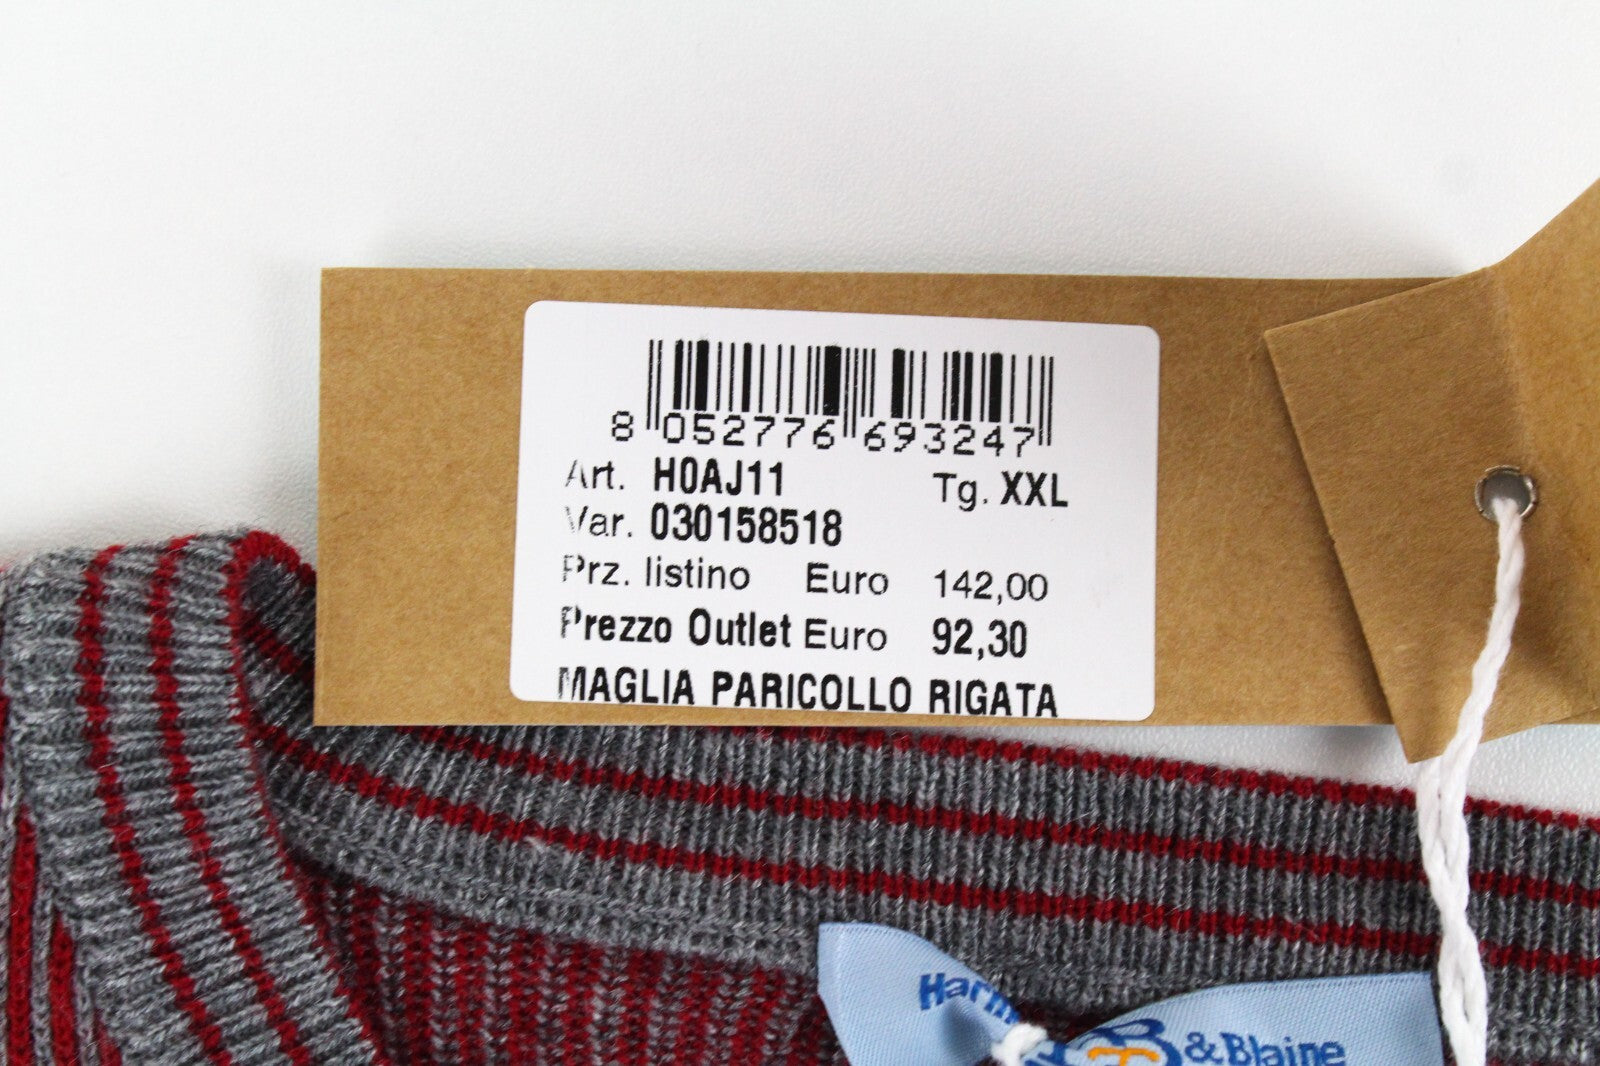 8 052776 693247
Art. H0AJ11 Tg. XXL
Var. 030158518
Prz. listino Euro 142,00
Prezzo Outlet Euro 92,30
MAGLIA PARICOLLO RIGATA
& Blaine